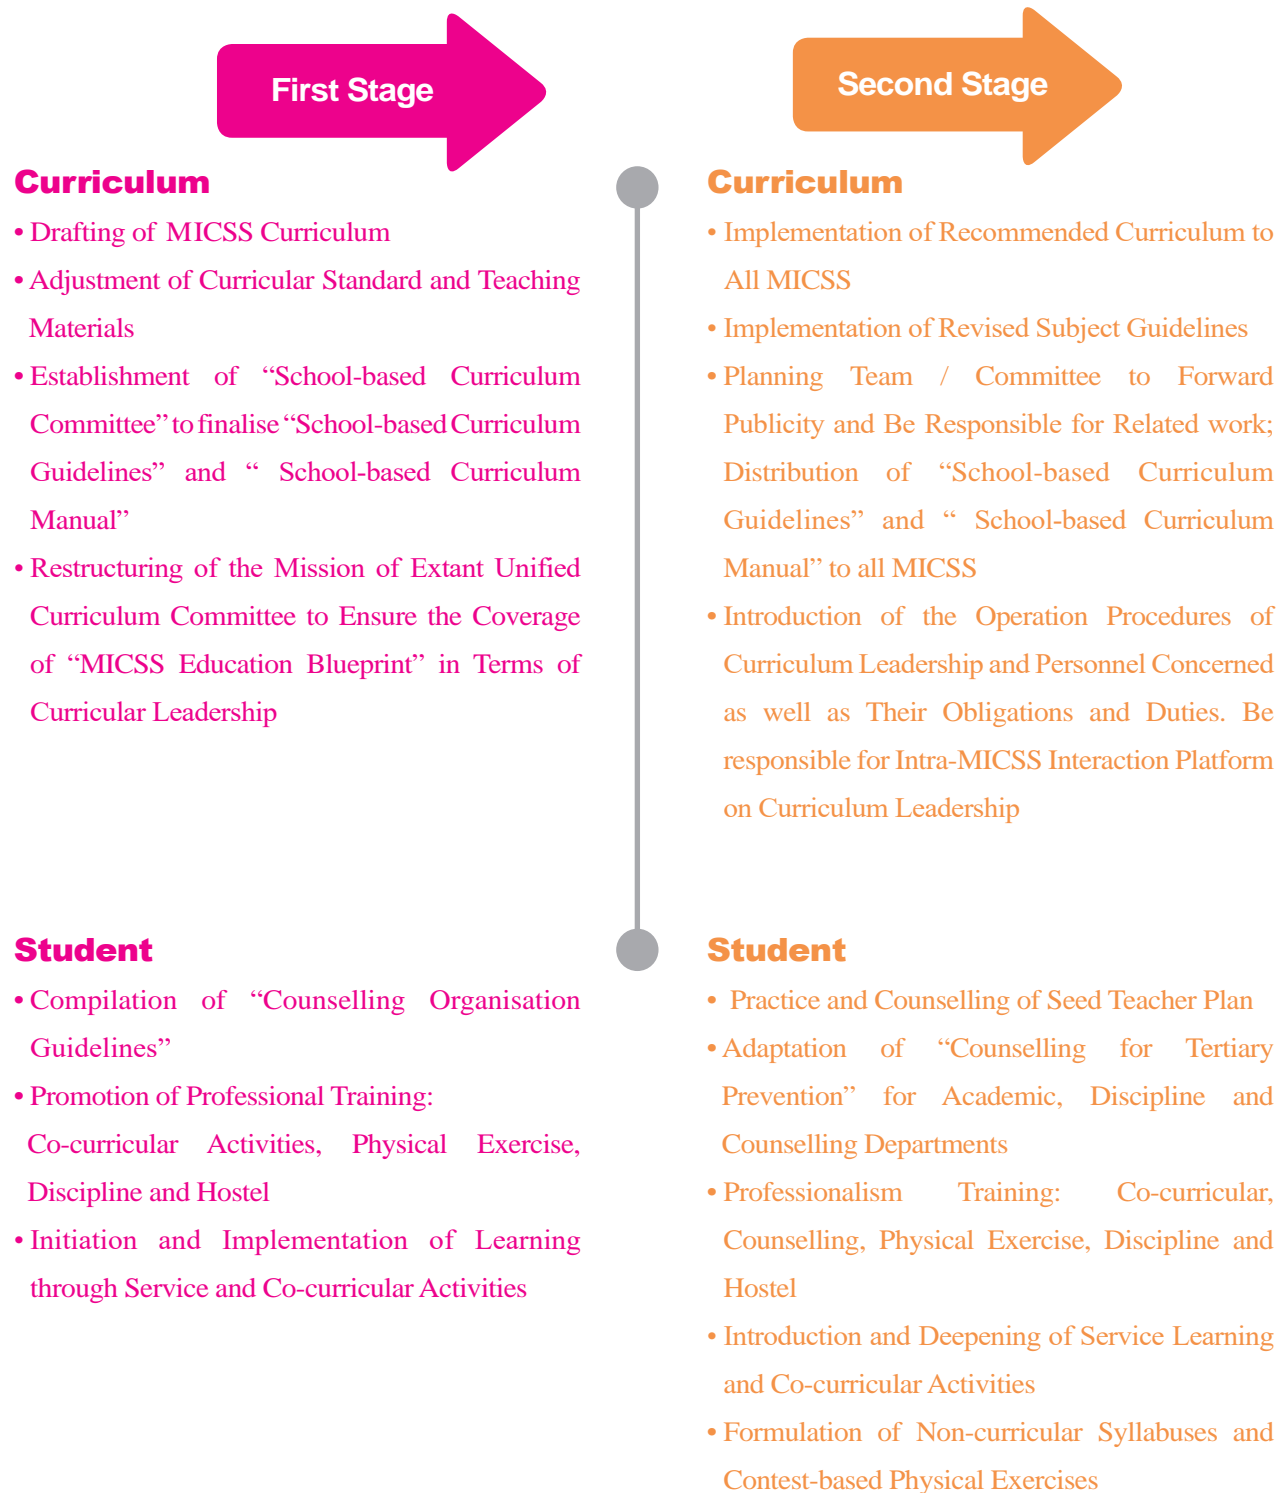 First Stage
Curriculum
• Drafting of MICSS Curriculum
• Adjustment of Curricular Standard and Teaching
Materials
• Establishment of “School-based Curriculum
Committee” to finalise “School-based Curriculum
Guidelines” and “ School-based Curriculum
Manual”
• Restructuring of the Mission of Extant Unified
Curriculum Committee to Ensure the Coverage
of “MICSS Education Blueprint” in Terms of
Curricular Leadership
Student
• Compilation of “Counselling Organisation
Guidelines”
• Promotion of Professional Training:
Co-curricular Activities, Physical Exercise,
Discipline and Hostel
• Initiation and Implementation of Learning
through Service and Co-curricular Activities
Second Stage
Curriculum
• Implementation of Recommended Curriculum to
All MICSS
• Implementation of Revised Subject Guidelines
• Planning Team / Committee to Forward
Publicity and Be Responsible for Related work;
Distribution of “School-based Curriculum
Guidelines” and “ School-based Curriculum
Manual” to all MICSS
• Introduction of the Operation Procedures of
Curriculum Leadership and Personnel Concerned
as well as Their Obligations and Duties. Be
responsible for Intra-MICSS Interaction Platform
on Curriculum Leadership
Student
• Practice and Counselling of Seed Teacher Plan
• Adaptation of “Counselling for Tertiary
Prevention” for Academic, Discipline and
Counselling Departments
• Professionalism Training: Co-curricular,
Counselling, Physical Exercise, Discipline and
Hostel
• Introduction and Deepening of Service Learning
and Co-curricular Activities
• Formulation of Non-curricular Syllabuses and
Contest-based Physical Exercises